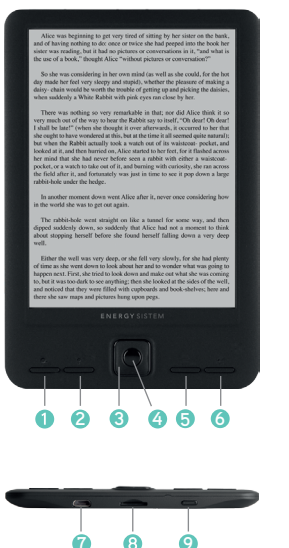 Alice was beginning to get very tired of sitting by her sister on the bank,
and of having nothing to do: once or twice she had peeped into the book her
sister was reading, but it had no pictures or conversations in it, "and what is
the use of a book," thought Alice "without pictures or conversation?"
So she was considering in her own mind (as well as she could, for the hot
day made her feel very sleepy and stupid), whether the pleasure of making a
daisy- chain would be worth the trouble of getting up and picking the daisies,
when suddenly a White Rabbit with pink eyes ran close by her.
There was nothing so very remarkable in that; nor did Alice think it so
very much out of the way to hear the Rabbit say to itself, "Oh dear! Oh dear!
I shall be late!" (when she thought it over afterwards, it occurred to her that
she ought to have wondered at this, but at the time it all seemed quite natural);
but when the Rabbit actually took a watch out of its waistcoat- pocket, and
looked at it, and then hurried on, Alice started to her feet, for it flashed across
her mind that she had never before seen a rabbit with either a waistcoat-
pocket, or a watch to take out of it, and burning with curiosity, she ran across
the field after it, and fortunately was just in time to see it pop down a large
rabbit-hole under the hedge.
In another moment down went Alice after it, never once considering how
in the world she was to get out again.
The rabbit-hole went straight on like a tunnel for some way, and then
dipped suddenly down, so suddenly that Alice had not a moment to think
about stopping herself before she found herself falling down a very deep
well.
Either the well was very deep, or she fell very slowly, for she had plenty
of time as she went down to look about her and to wonder what was going to
happen next. First, she tried to look down and make out what she was coming
to, but it was too dark to see anything; then she looked at the sides of the well,
and noticed that they were filled with cupboards and book-shelves; here and
there she saw maps and pictures hung upon pegs.
ENERGY SISTEM
1 2 3 4 5 6
7 8 9